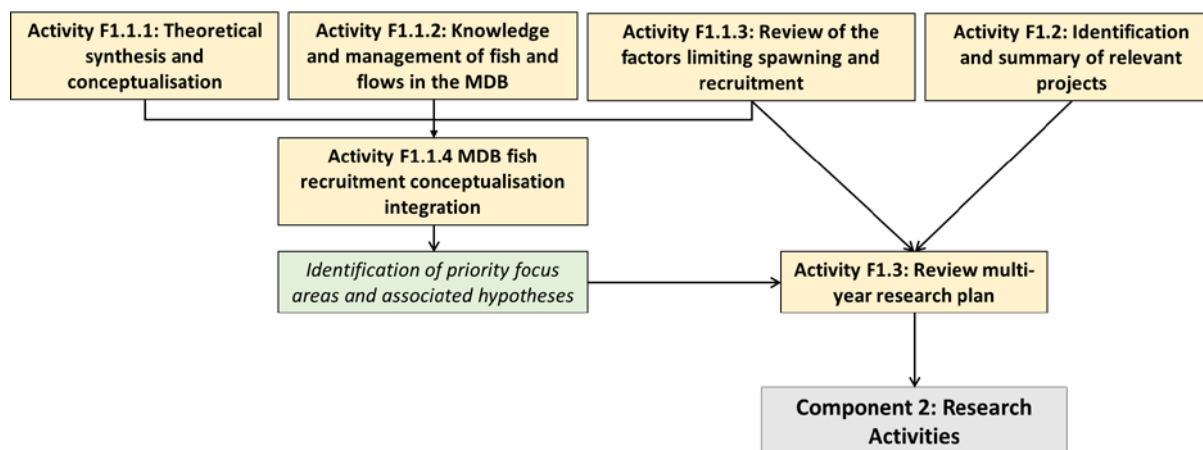 Activity F1.1.1: Theoretical
synthesis and
conceptualisation
Activity F1.1.2: Knowledge
and management of fish and
flows in the MDB
Activity F1.1.3: Review of the
factors limiting spawning and
recruitment
Activity F1.2: Identification
and summary of relevant
projects
Activity F1.1.4 MDB fish
recruitment conceptualisation
integration
Identification of priority focus
areas and associated hypotheses
Activity F1.3: Review multi-
year research plan
Component 2: Research
Activities